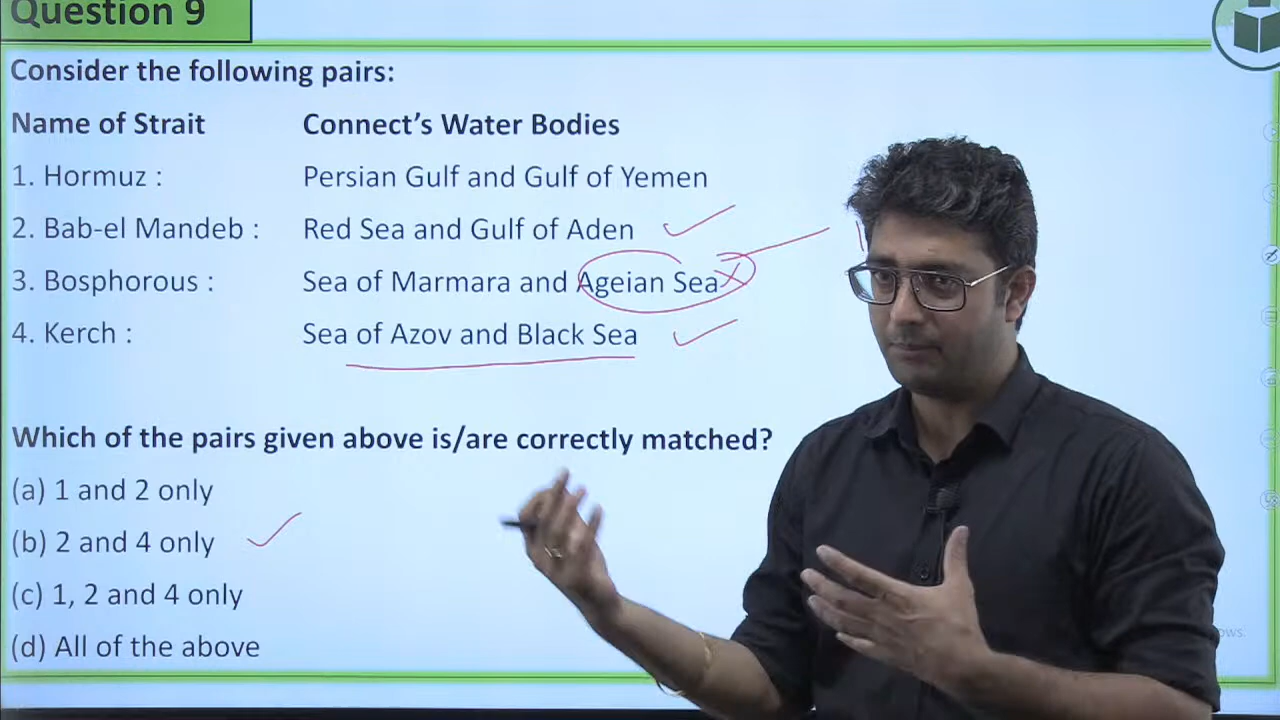 Question 9
Consider the following pairs:
Name of Strait Connect's Water Bodies
1. Hormuz : Persian Gulf and Gulf of Yemen
2. Bab-el Mandeb : Red Sea and Gulf of Aden
3. Bosphorous : Sea of Marmara and Ageian Sea
4. Kerch : Sea of Azov and Black Sea
Which of the pairs given above is/are correctly matched?
(a) 1 and 2 only
(b) 2 and 4 only
(c) 1, 2 and 4 only
(d) All of the above